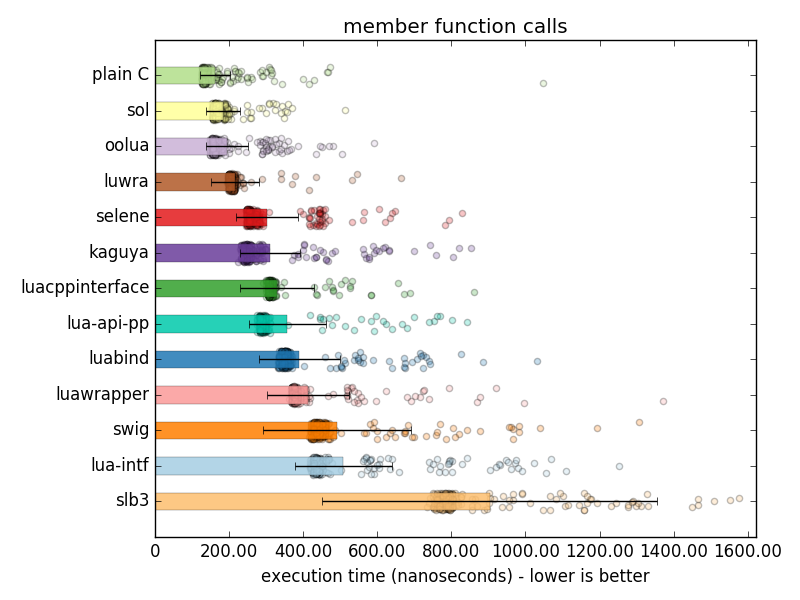 member function calls
plain C
sol
oolua
luwra
selene
kaguya
luacppinterface
lua-api-pp
luabind
luawrapper
swig
lua-intf
slb3
0 200.00 400.00 600.00 800.00 1000.00 1200.00 1400.00 1600.00
execution time (nanoseconds) - lower is better